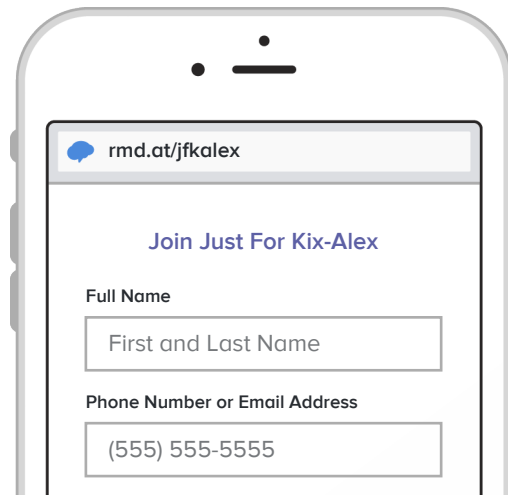 rmd.at/jfkalex
Join Just For Kix-Alex
Full Name
First and Last Name
Phone Number or Email Address
(555) 555-5555